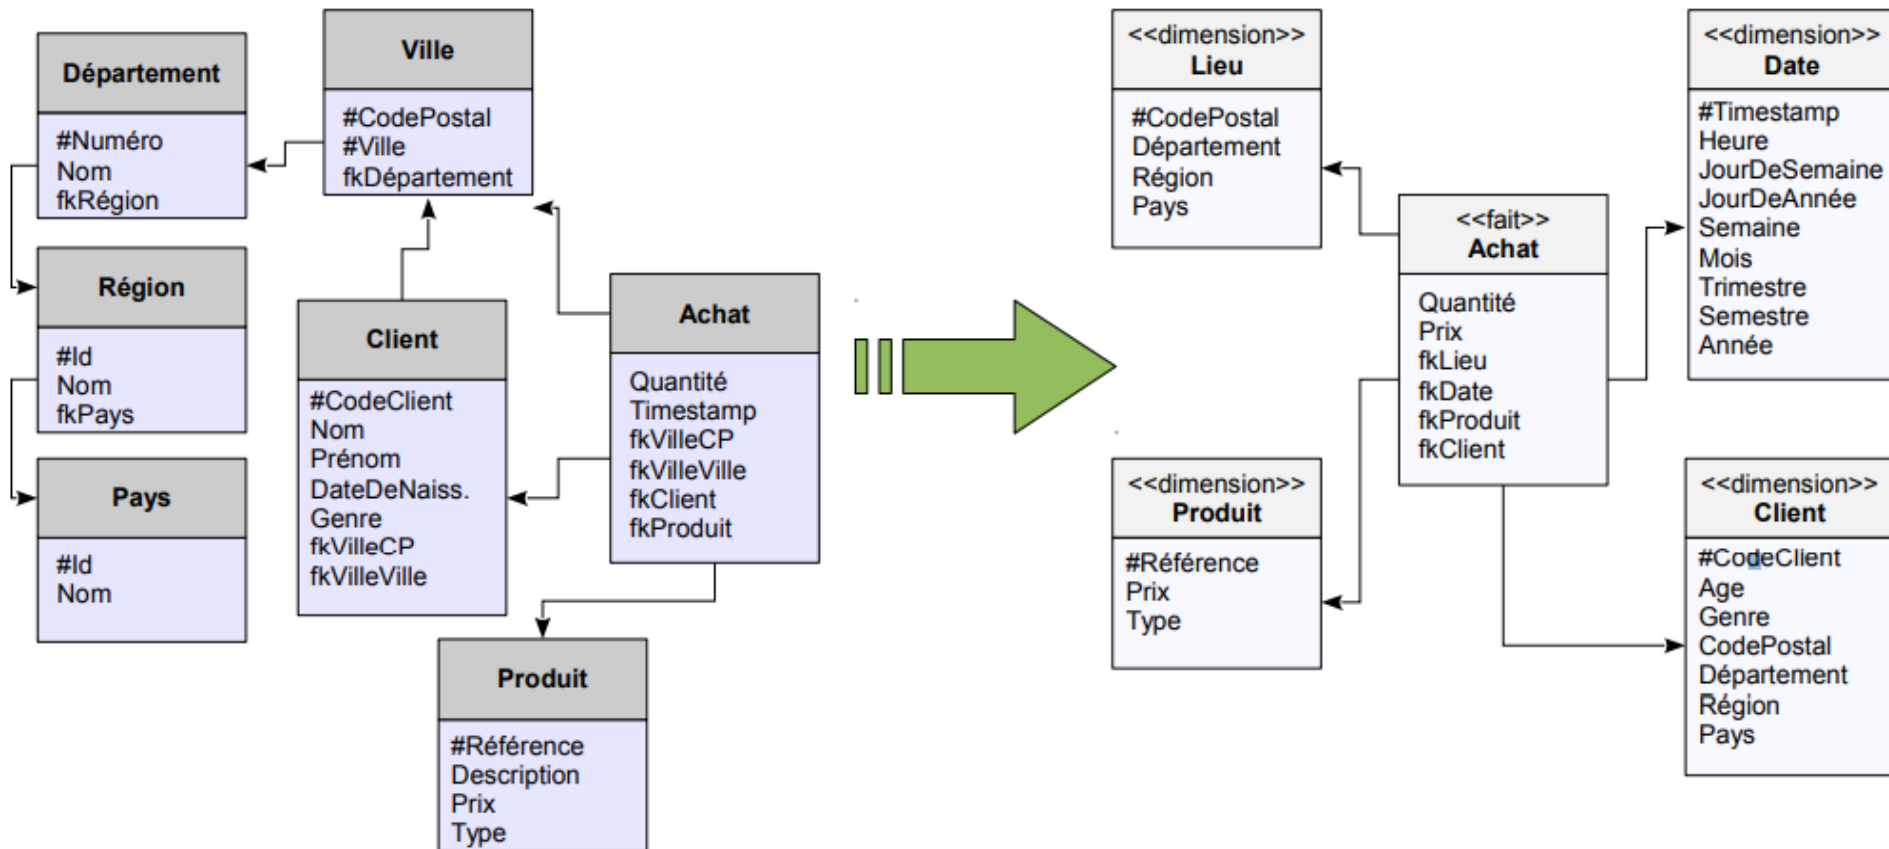 Département
#Numéro
Nom
fkRégion
Ville
#CodePostal
#Ville
fkDépartement
Région
#Id
Nom
fkPays
Pays
#Id
Nom
Client
#CodeClient
Nom
Prénom
DateDeNaiss.
Genre
fkVilleCP
fkVilleVille
Achat
Quantité
Timestamp
fkVilleCP
fkVilleVille
fkClient
fkProduit
Produit
#Référence
Description
Prix
Type
<<dimension>>
Lieu
#CodePostal
Département
Région
Pays
<<fait>>
Achat
Quantité
Prix
fkLieu
fkDate
fkProduit
fkClient
<<dimension>>
Date
#Timestamp
Heure
JourDeSemaine
JourDeAnnée
Semaine
Mois
Trimestre
Semestre
Année
<<dimension>>
Produit
#Référence
Prix
Type
<<dimension>>
Client
#CodeClient
Age
Genre
CodePostal
Département
Région
Pays